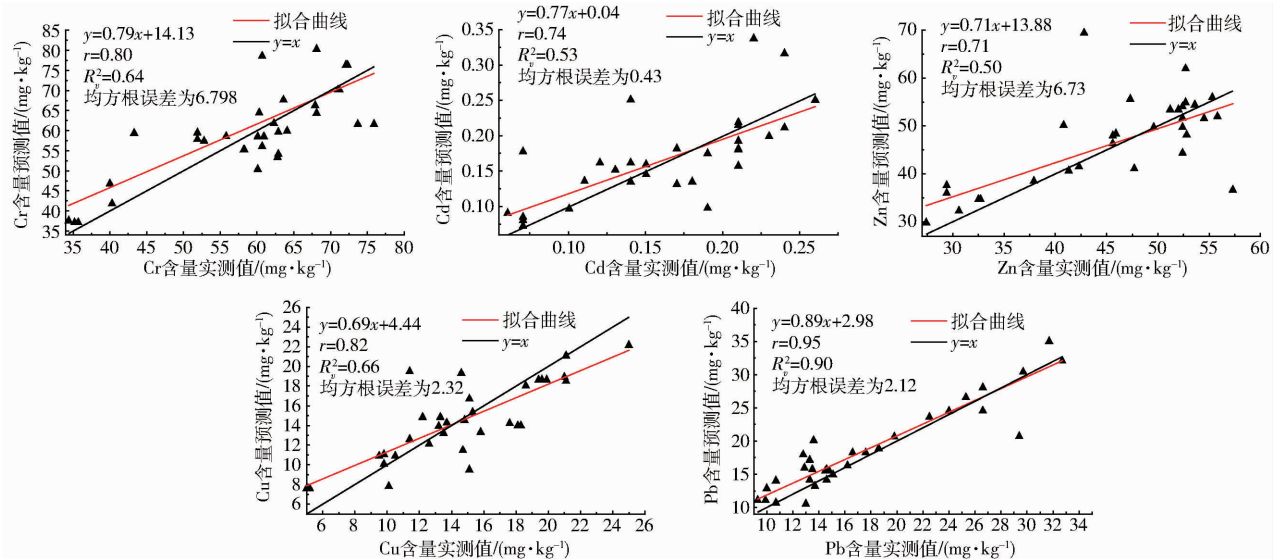 y=0.79x+14.13
r=0.80
R²ᵥ=0.64
均方根误差为6.798
拟合曲线
y=x
Cr含量预测值/(mg·kg⁻¹)
85
80
75
70
65
60
55
50
45
40
35
35 40 45 50 55 60 65 70 75 80
Cr含量实测值/(mg·kg⁻¹)
y=0.77x+0.04
r=0.74
R²ᵥ=0.53
均方根误差为0.43
拟合曲线
y=x
Cd含量预测值/(mg·kg⁻¹)
0.35
0.30
0.25
0.20
0.15
0.10
0.10 0.15 0.20 0.25
Cd含量实测值/(mg·kg⁻¹)
y=0.71x+13.88
r=0.71
R²ᵥ=0.50
均方根误差为6.73
拟合曲线
y=x
Zn含量预测值/(mg·kg⁻¹)
70
60
50
40
30
30 35 40 45 50 55 60
Zn含量实测值/(mg·kg⁻¹)
y=0.69x+4.44
r=0.82
R²ᵥ=0.66
均方根误差为2.32
拟合曲线
y=x
Cu含量预测值/(mg·kg⁻¹)
26
24
22
20
18
16
14
12
10
8
6
6 8 10 12 14 16 18 20 22 24 26
Cu含量实测值/(mg·kg⁻¹)
y=0.89x+2.98
r=0.95
R²ᵥ=0.90
均方根误差为2.12
拟合曲线
y=x
Pb含量预测值/(mg·kg⁻¹)
40
35
30
25
20
15
10
10 12 14 16 18 20 22 24 26 28 30 32 34
Pb含量实测值/(mg·kg⁻¹)